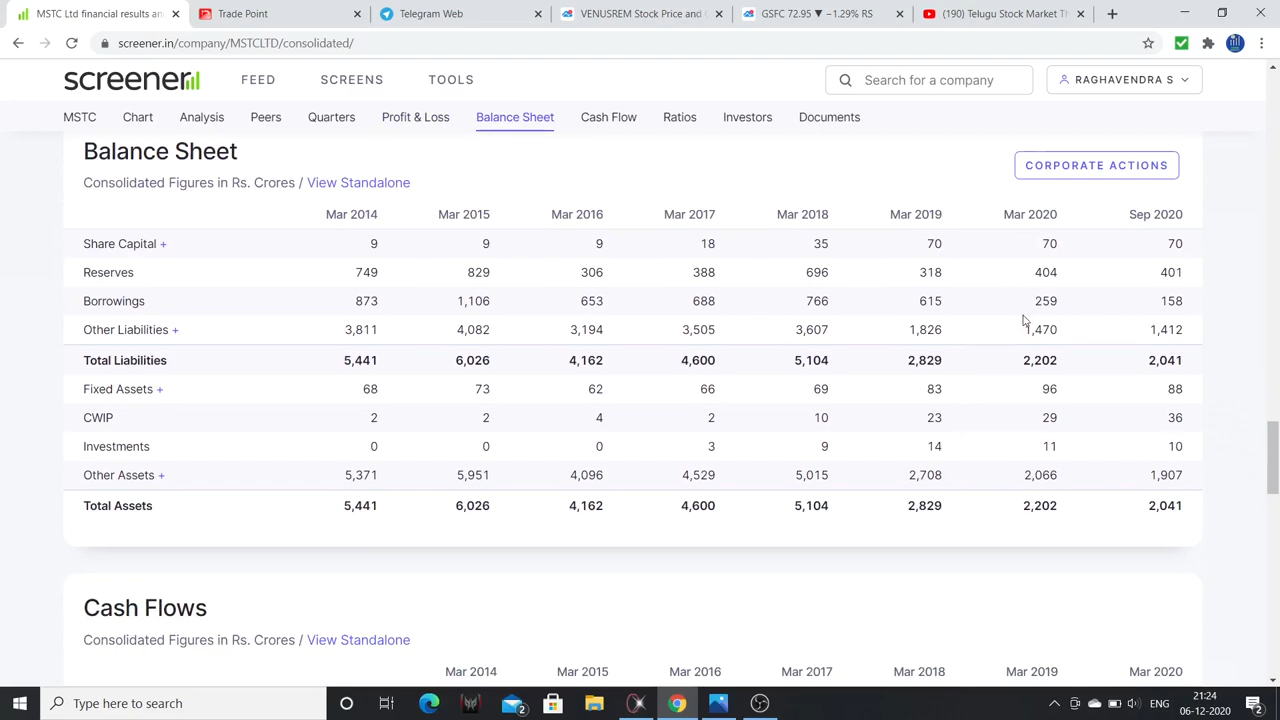 MSTC Ltd financial results an
Trade Point
Telegram Web
VENUSREM Stock Price and
GSFC 72.95 ▼ −1.29% RS
(190) Telugu Stock Market
screener.in/company/MSTCLTD/consolidated/
screener
FEED SCREENS TOOLS
Search for a company
RAGHAVENDRA S
MSTC Chart Analysis Peers Quarters Profit & Loss Balance Sheet Cash Flow Ratios Investors Documents
Balance Sheet
CORPORATE ACTIONS
Consolidated Figures in Rs. Crores / View Standalone
Mar 2014 Mar 2015 Mar 2016 Mar 2017 Mar 2018 Mar 2019 Mar 2020 Sep 2020
Share Capital + 9 9 9 18 35 70 70 70
Reserves 749 829 306 388 696 318 404 401
Borrowings 873 1,106 653 688 766 615 259 158
Other Liabilities + 3,811 4,082 3,194 3,505 3,607 1,826 1,470 1,412
Total Liabilities 5,441 6,026 4,162 4,600 5,104 2,829 2,202 2,041
Fixed Assets + 68 73 62 66 69 83 96 88
CWIP 2 2 4 2 10 23 29 36
Investments 0 0 0 3 9 14 11 10
Other Assets + 5,371 5,951 4,096 4,529 5,015 2,708 2,066 1,907
Total Assets 5,441 6,026 4,162 4,600 5,104 2,829 2,202 2,041
Cash Flows
Consolidated Figures in Rs. Crores / View Standalone
Mar 2014 Mar 2015 Mar 2016 Mar 2017 Mar 2018 Mar 2019 Mar 2020
Type here to search
2
ENG
21:24
06-12-2020
2